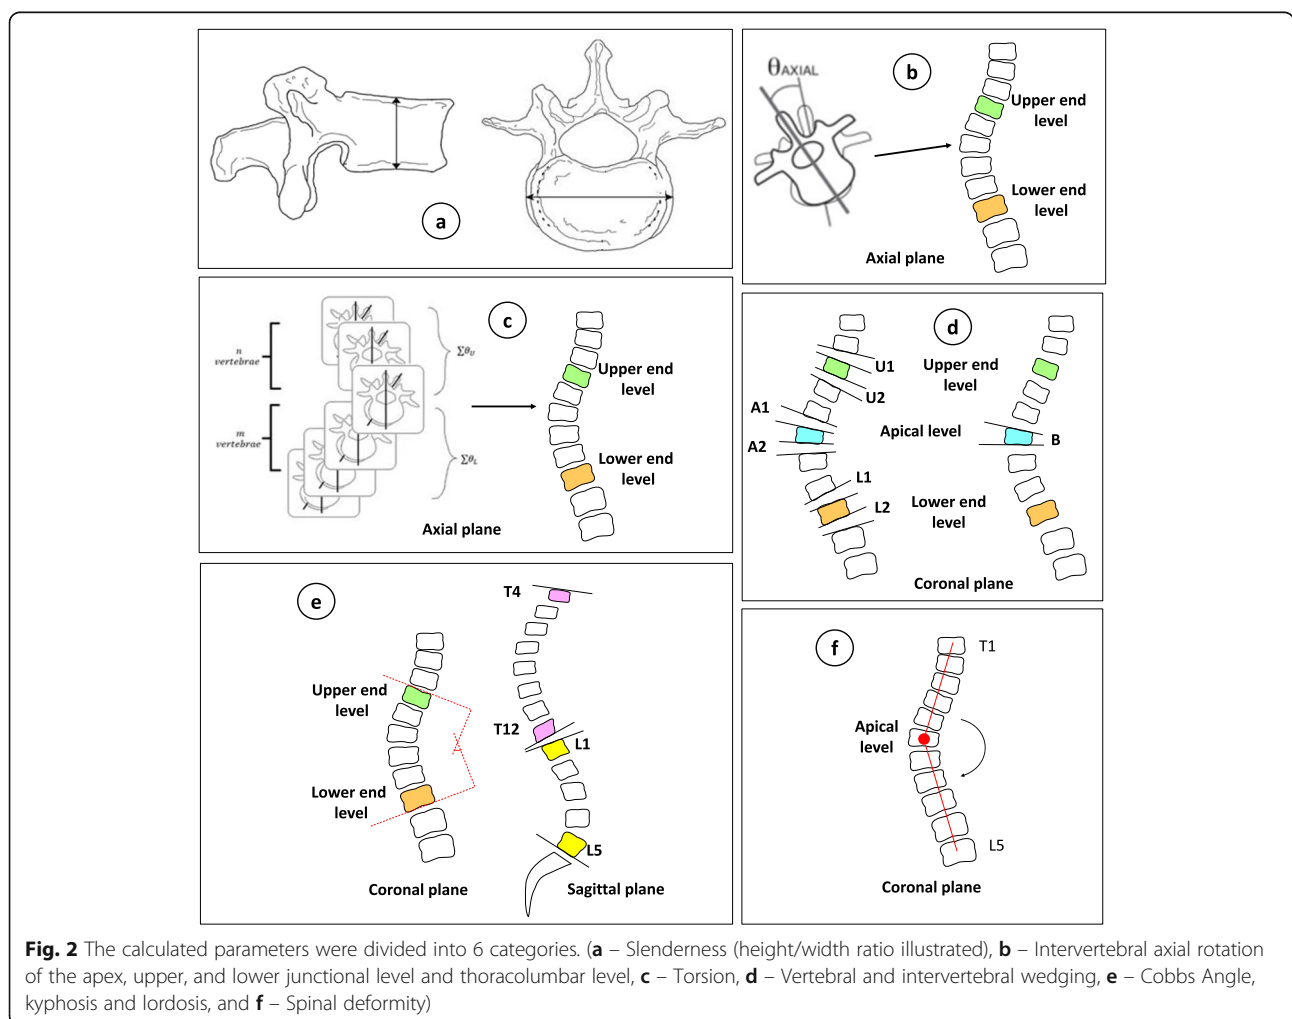 a
θAXIAL
b
Upper end
level
Lower end
level
Axial plane
n
vertebrae
m
vertebrae
ΣθU
ΣθL
c
Upper end
level
Lower end
level
Axial plane
d
U1
U2
A1
A2
L1
L2
Upper end
level
Apical level
B
Lower end
level
Coronal plane
e
Upper end
level
Lower end
level
Coronal plane
T4
T12
L1
L5
Sagittal plane
f
T1
Apical
level
L5
Coronal plane
Fig. 2 The calculated parameters were divided into 6 categories. (a – Slenderness (height/width ratio illustrated), b – Intervertebral axial rotation
of the apex, upper, and lower junctional level and thoracolumbar level, c – Torsion, d – Vertebral and intervertebral wedging, e – Cobbs Angle,
kyphosis and lordosis, and f – Spinal deformity)